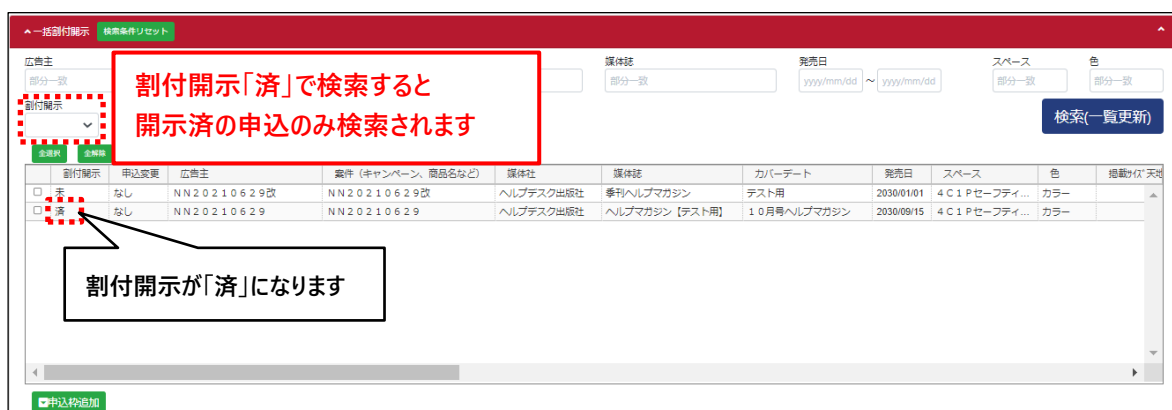 一括割付開示 検索条件リセット
広告主 媒体誌 発売日 スペース 色
部分一致 部分一致 yyyy/mm/dd ～ yyyy/mm/dd 部分一致 部分一致
割付開示
割付開示「済」で検索すると
開示済の申込のみ検索されます
検索(一覧更新)
全選択 全解除
割付開示 申込変更 広告主 案件（キャンペーン、商品名など） 媒体社 媒体誌 カバーデート 発売日 スペース 色 掲載ｻｲｽﾞ天地
未 なし ＮＮ２０２１０６２９改 ＮＮ２０２１０６２９改 ヘルプデスク出版社 季刊ヘルプマガジン テスト用 2030/01/01 ４Ｃ１Ｐセーフティ... カラー
済 なし ＮＮ２０２１０６２９ ＮＮ２０２１０６２９ ヘルプデスク出版社 ヘルプマガジン【テスト用】 １０月号ヘルプマガジン 2030/09/15 ４Ｃ１Ｐセーフティ... カラー
割付開示が「済」になります
申込枠追加